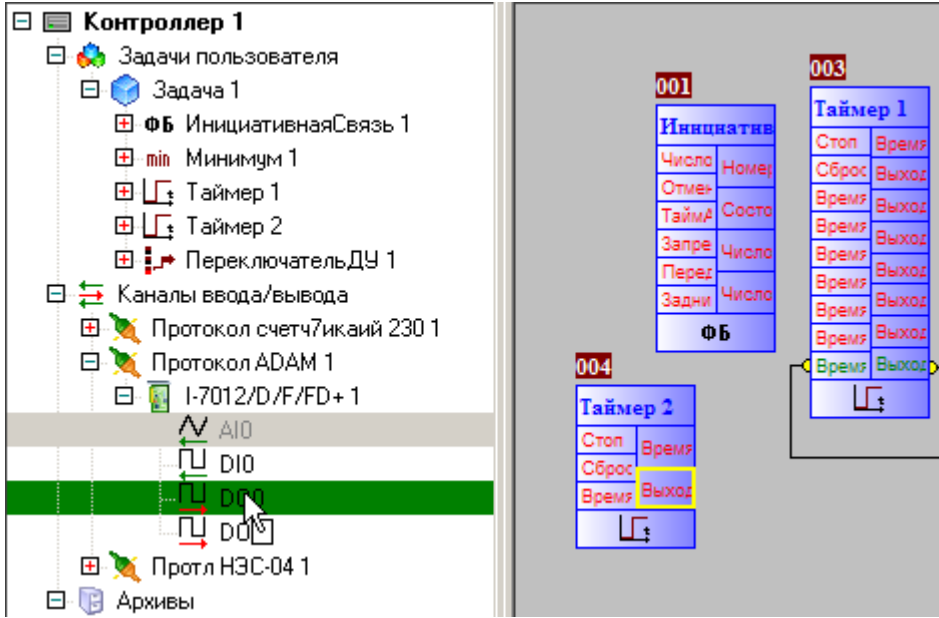 Контроллер 1
Задачи пользователя
Задача 1
ФБ ИнициативнаяСвязь 1
min Минимум 1
Таймер 1
Таймер 2
ПереключательДУ 1
Каналы ввода/вывода
Протокол счетч7икаий 230 1
Протокол ADAM 1
I-7012/D/F/FD+ 1
AI0
DI0
DO0
Протл НЭС-04 1
Архивы
001
Инициатив
Число
Отмен
ТаймА
Запре
Перед
Задни
Номер
Состо
Число
Число
ФБ
003
Таймер 1
Стоп
Сброс
Время
Время
Время
Время
Время
Время
Время
Время
Выход
Выход
Выход
Выход
Выход
Выход
Выход
Выход
004
Таймер 2
Стоп
Сброс
Время
Время
Выход